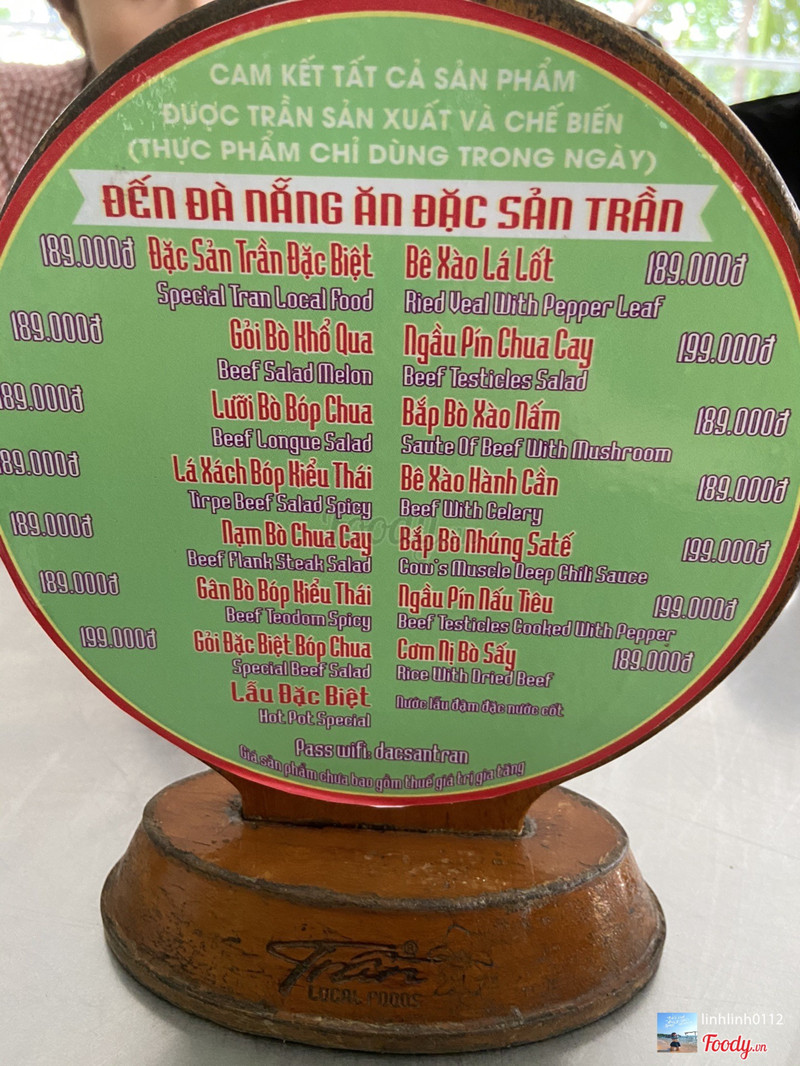 CAM KẾT TẤT CẢ SẢN PHẨM
ĐƯỢC TRẦN SẢN XUẤT VÀ CHẾ BIẾN
(THỰC PHẨM CHỈ DÙNG TRONG NGÀY)
ĐẾN ĐÀ NẴNG ĂN ĐẶC SẢN TRẦN
189.000đ Đặc Sản Trần Đặc Biệt
Special Tran Local Food
189.000đ Gỏi Bò Khổ Qua
Beef Salad Melon
189.000đ Lưỡi Bò Bóp Chua
Beef Longue Salad
189.000đ Lá Xách Bóp Kiểu Thái
Tirpe Beef Salad Spicy
189.000đ Nạm Bò Chua Cay
Beef Flank Steak Salad
189.000đ Gân Bò Bóp Kiểu Thái
Beef Teodom Spicy
199.000đ Gỏi Đặc Biệt Bóp Chua
Special Beef Salad
Lẩu Đặc Biệt
Hot Pot Special
Bê Xào Lá Lốt 189.000đ
Ried Veal With Pepper Leaf
Ngầu Pín Chua Cay 199.000đ
Beef Testicles Salad
Bắp Bò Xào Nấm 189.000đ
Saute Of Beef With Mushroom
Bê Xào Hành Cần 189.000đ
Beef With Celery
Bắp Bò Nhúng Satế 199.000đ
Cow's Muscle Deep Chili Sauce
Ngầu Pín Nấu Tiêu 199.000đ
Beef Testicles Cooked With Pepper
Cơm Nị Bò Sấy 189.000đ
Rice With Dried Beef
Nước lẩu đậm đặc nước cốt
Pass wifi: dacsantran
Giá sản phẩm chưa bao gồm thuế giá trị gia tăng
Trần®
LOCAL FOODS
linhlinh0112
Foody.vn